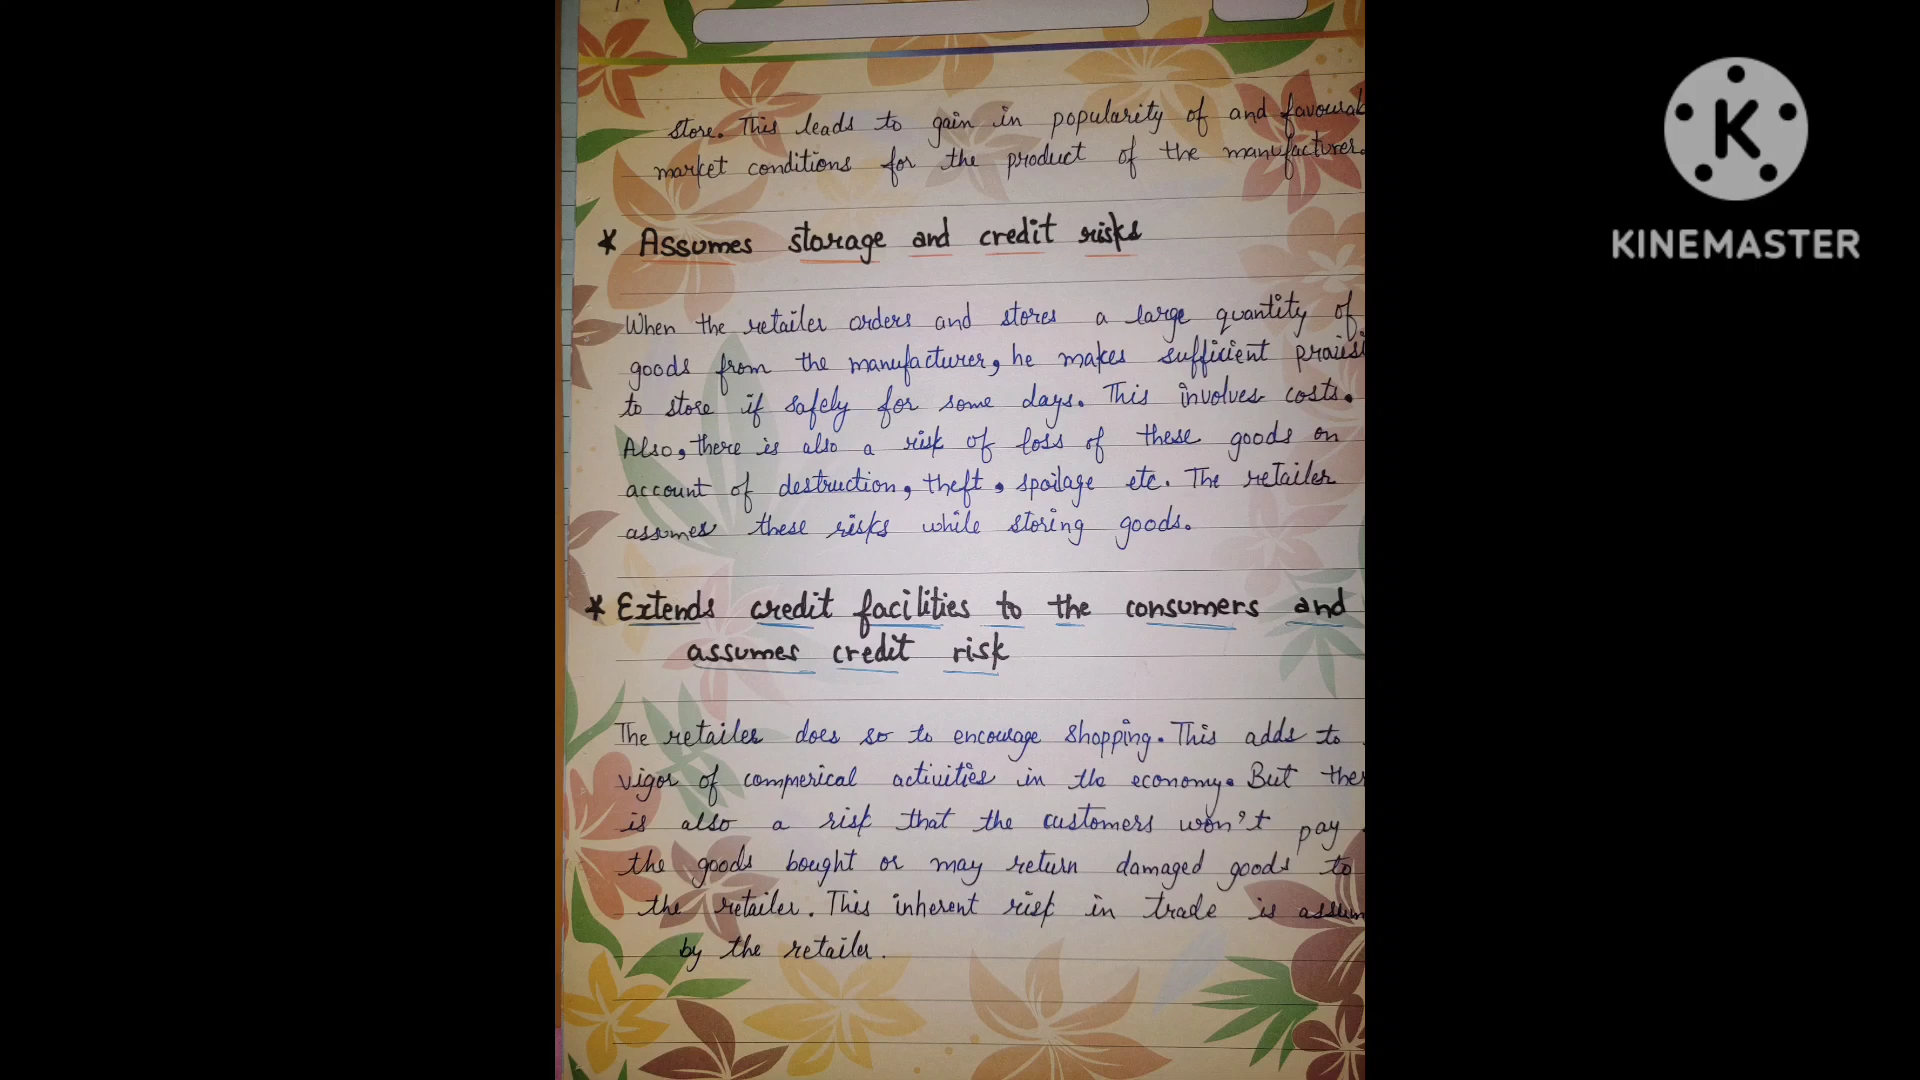 store. This leads to gain in popularity of and favourab
market conditions for the product of the manufacturer.
* Assumes storage and credit risks
When the retailer orders and stores a large quantity of
goods from the manufacturer, he makes sufficient provisi
to store if safely for some days. This involves costs.
Also, there is also a risk of loss of these goods on
account of destruction, theft, spoilage etc. The retailer
assumes these risks while storing goods.
* Extends credit facilities to the consumers and
assumes credit risk
The retailer does so to encourage shopping. This adds to
vigor of commperical activities in the economy. But ther
is also a risk that the customers won't pay
the goods bought or may return damaged goods to
the retailer. This inherent risk in trade is assum
by the retailer.
KINEMASTER